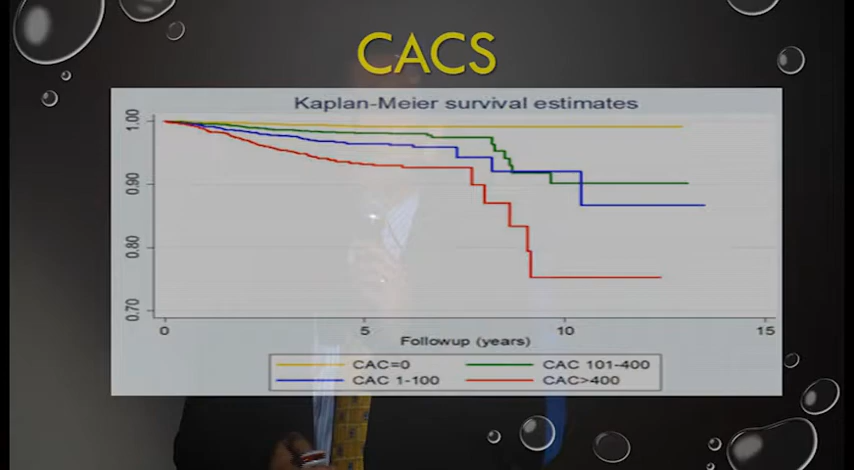 CACS
Kaplan-Meier survival estimates
1.00
0.90
0.80
0.70
0 5 10 15
Followup (years)
CAC=0 CAC 101-400
CAC 1-100 CAC>400